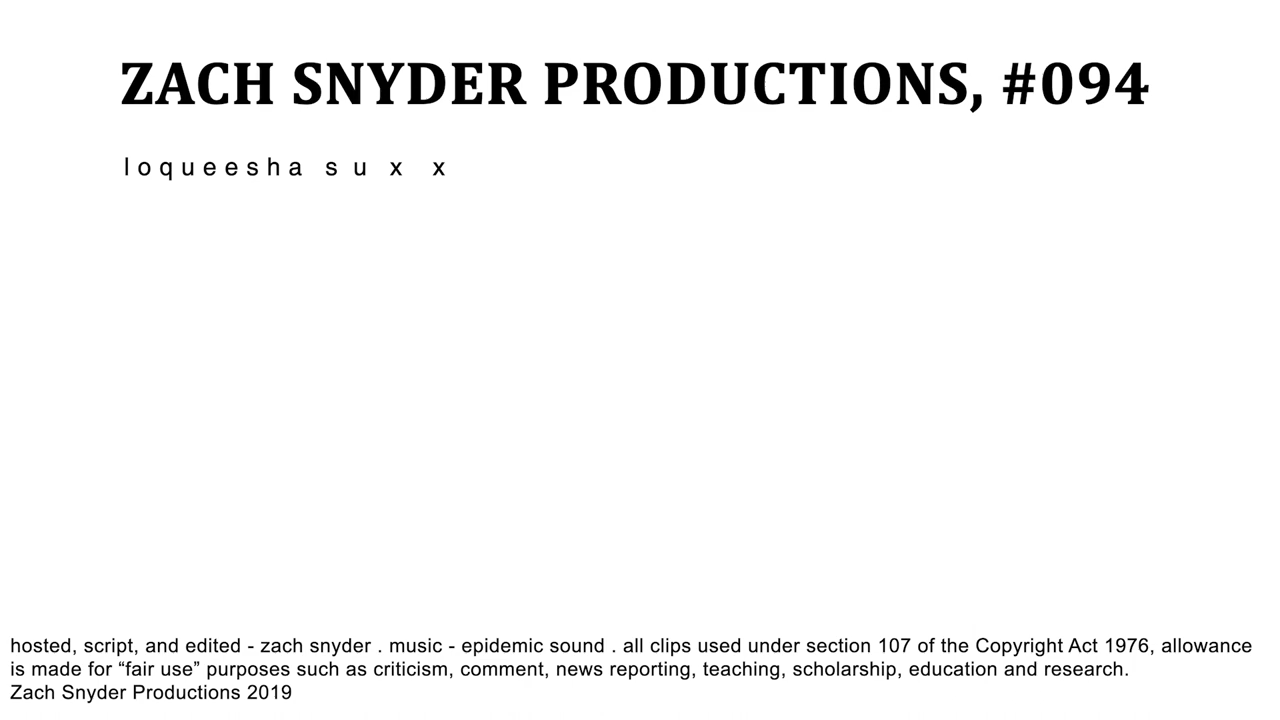 ZACH SNYDER PRODUCTIONS, #094
loqueesha s u x x
hosted, script, and edited - zach snyder . music - epidemic sound . all clips used under section 107 of the Copyright Act 1976, allowance
is made for “fair use” purposes such as criticism, comment, news reporting, teaching, scholarship, education and research.
Zach Snyder Productions 2019